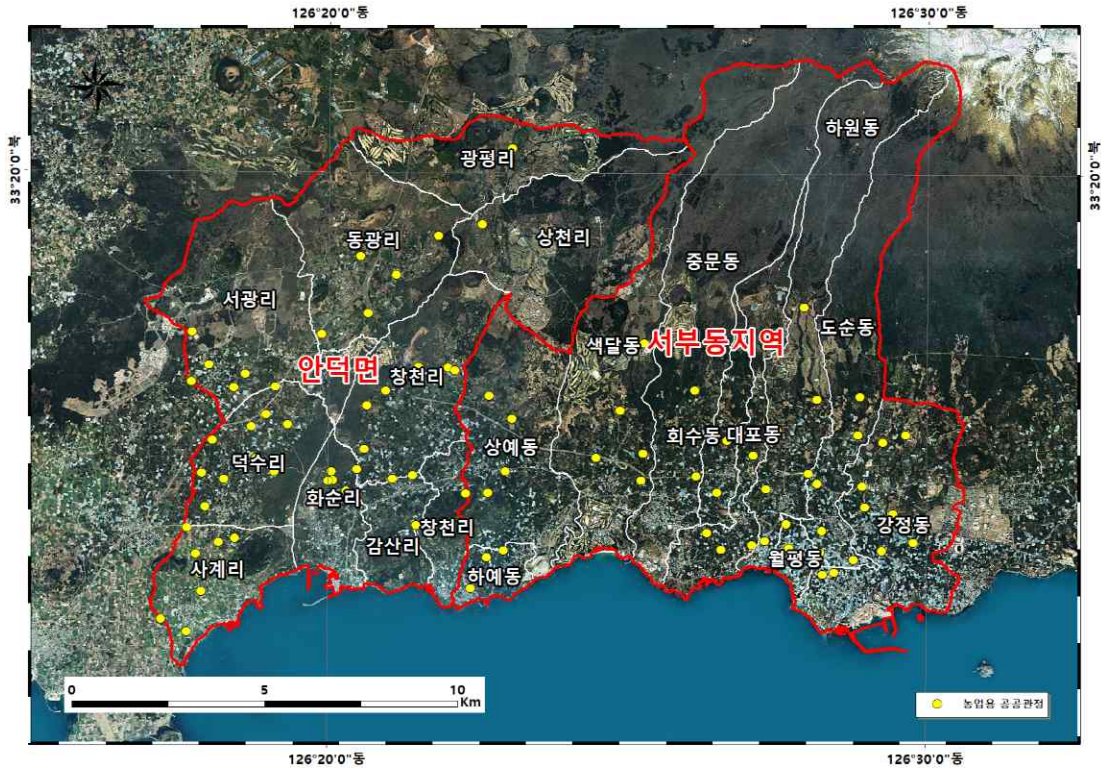 126°20'0"동
126°30'0"동
33°20'0"북
33°20'0"북
하원동
광평리
동광리
상천리
중문동
서광리
도순동
색달동
서부동지역
안덕면
창천리
상예동
회수동
대포동
덕수리
화순리
창천리
강정동
감산리
월평동
사계리
하예동
0
5
10
Km
농업용 공공관정
126°20'0"동
126°30'0"동